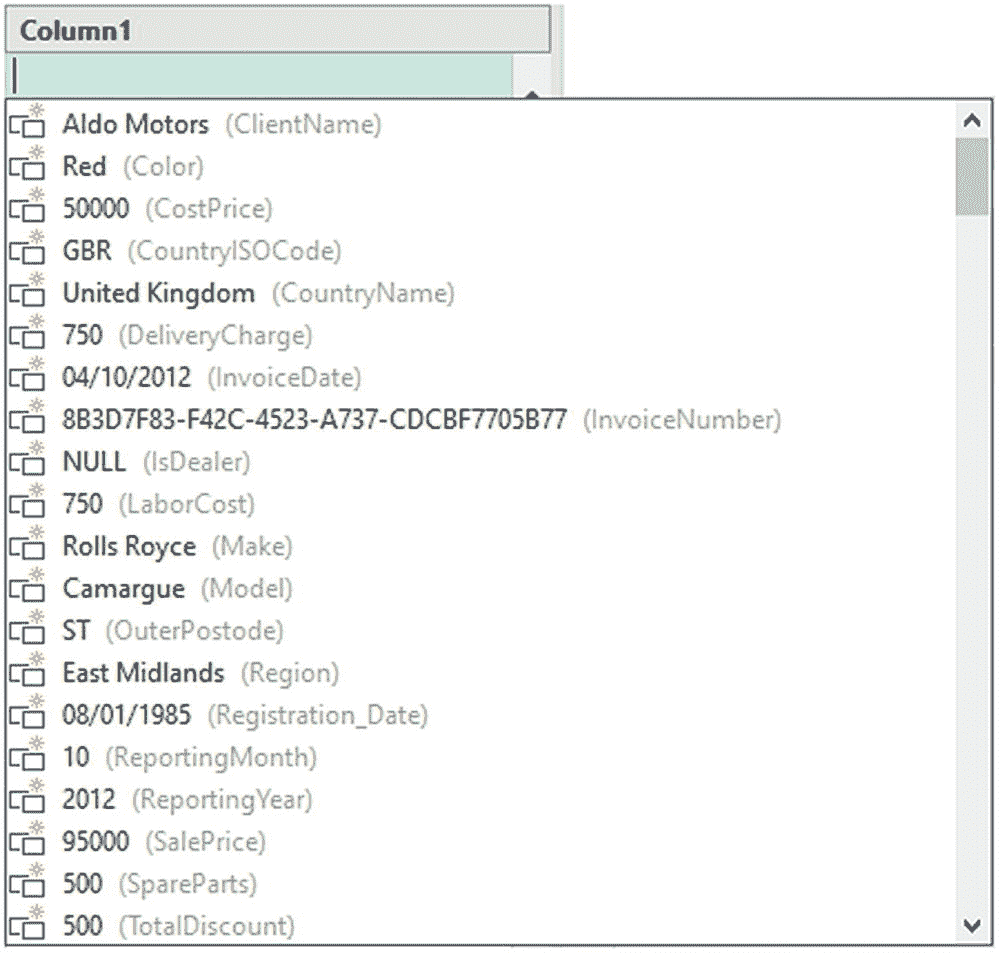 Column1
Aldo Motors (ClientName)
Red (Color)
50000 (CostPrice)
GBR (CountryISOCode)
United Kingdom (CountryName)
750 (DeliveryCharge)
04/10/2012 (InvoiceDate)
8B3D7F83-F42C-4523-A737-CDCBF7705B77 (InvoiceNumber)
NULL (IsDealer)
750 (LaborCost)
Rolls Royce (Make)
Camargue (Model)
ST (OuterPostode)
East Midlands (Region)
08/01/1985 (Registration_Date)
10 (ReportingMonth)
2012 (ReportingYear)
95000 (SalePrice)
500 (SpareParts)
500 (TotalDiscount)